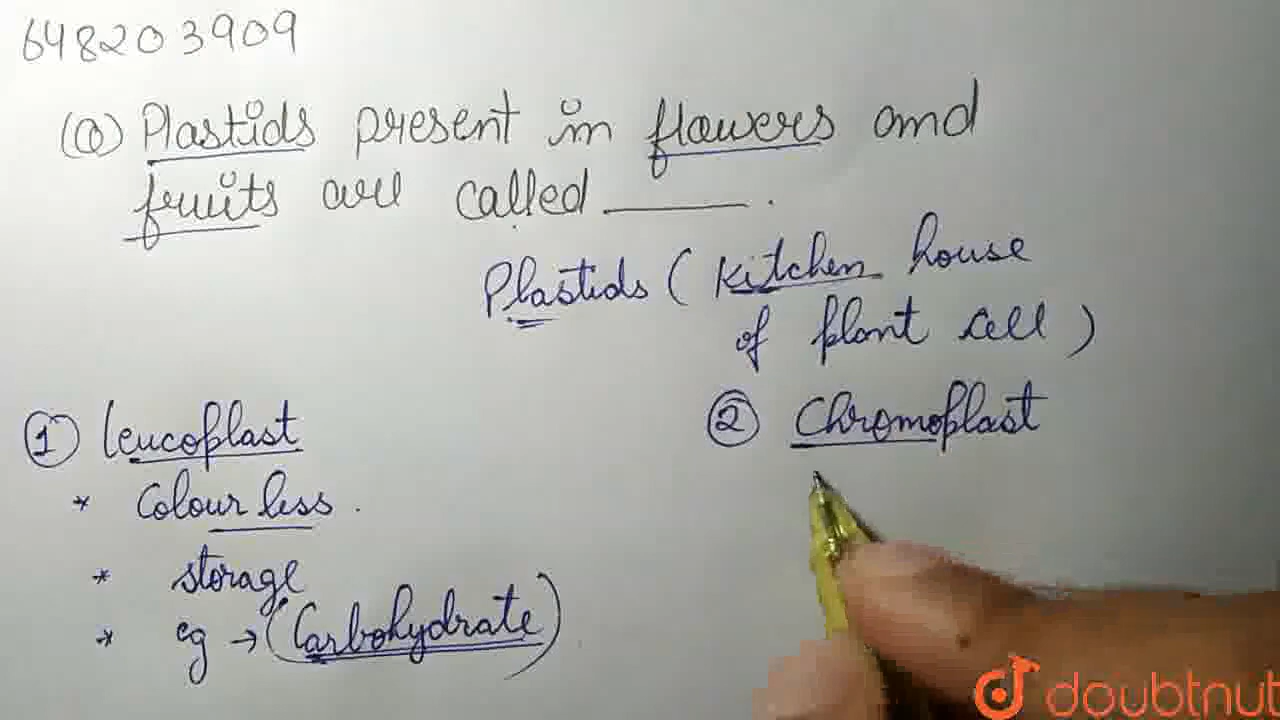 648203909
(Q) Plastids present in flowers and
fruits are called ______.
Plastids (Kitchen house
of plant cell)
① Leucoplast
* Colour less.
* storage
* eg → (Carbohydrate)
② Chromoplast
doubtnut